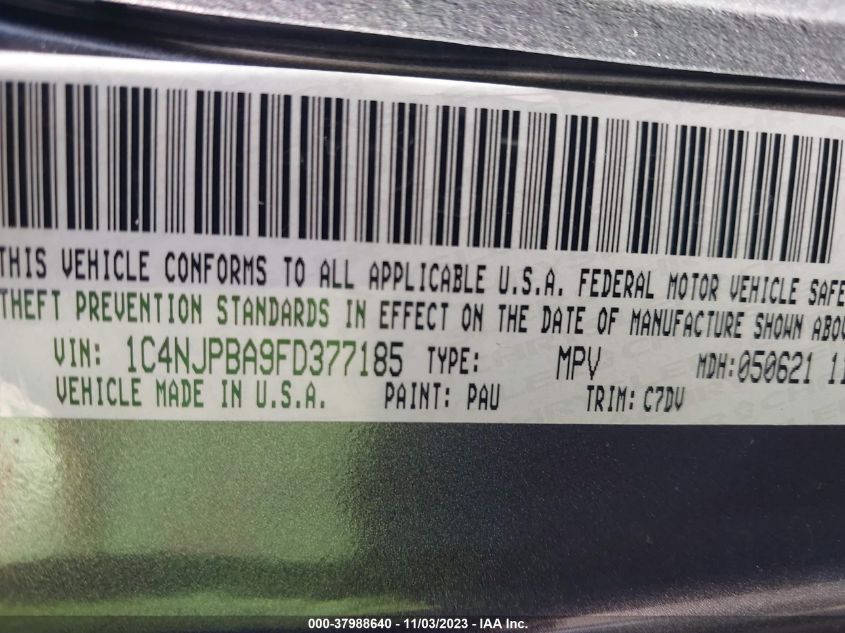 THIS VEHICLE CONFORMS TO ALL APPLICABLE U.S.A. FEDERAL MOTOR VEHICLE SAFE
THEFT PREVENTION STANDARDS IN EFFECT ON THE DATE OF MANUFACTURE SHOWN ABOV
VIN: 1C4NJPBA9FD377185 TYPE: MPV MDH:050621 11
VEHICLE MADE IN U.S.A. PAINT: PAU TRIM: C7DV
000-37988640 - 11/03/2023 - IAA Inc.